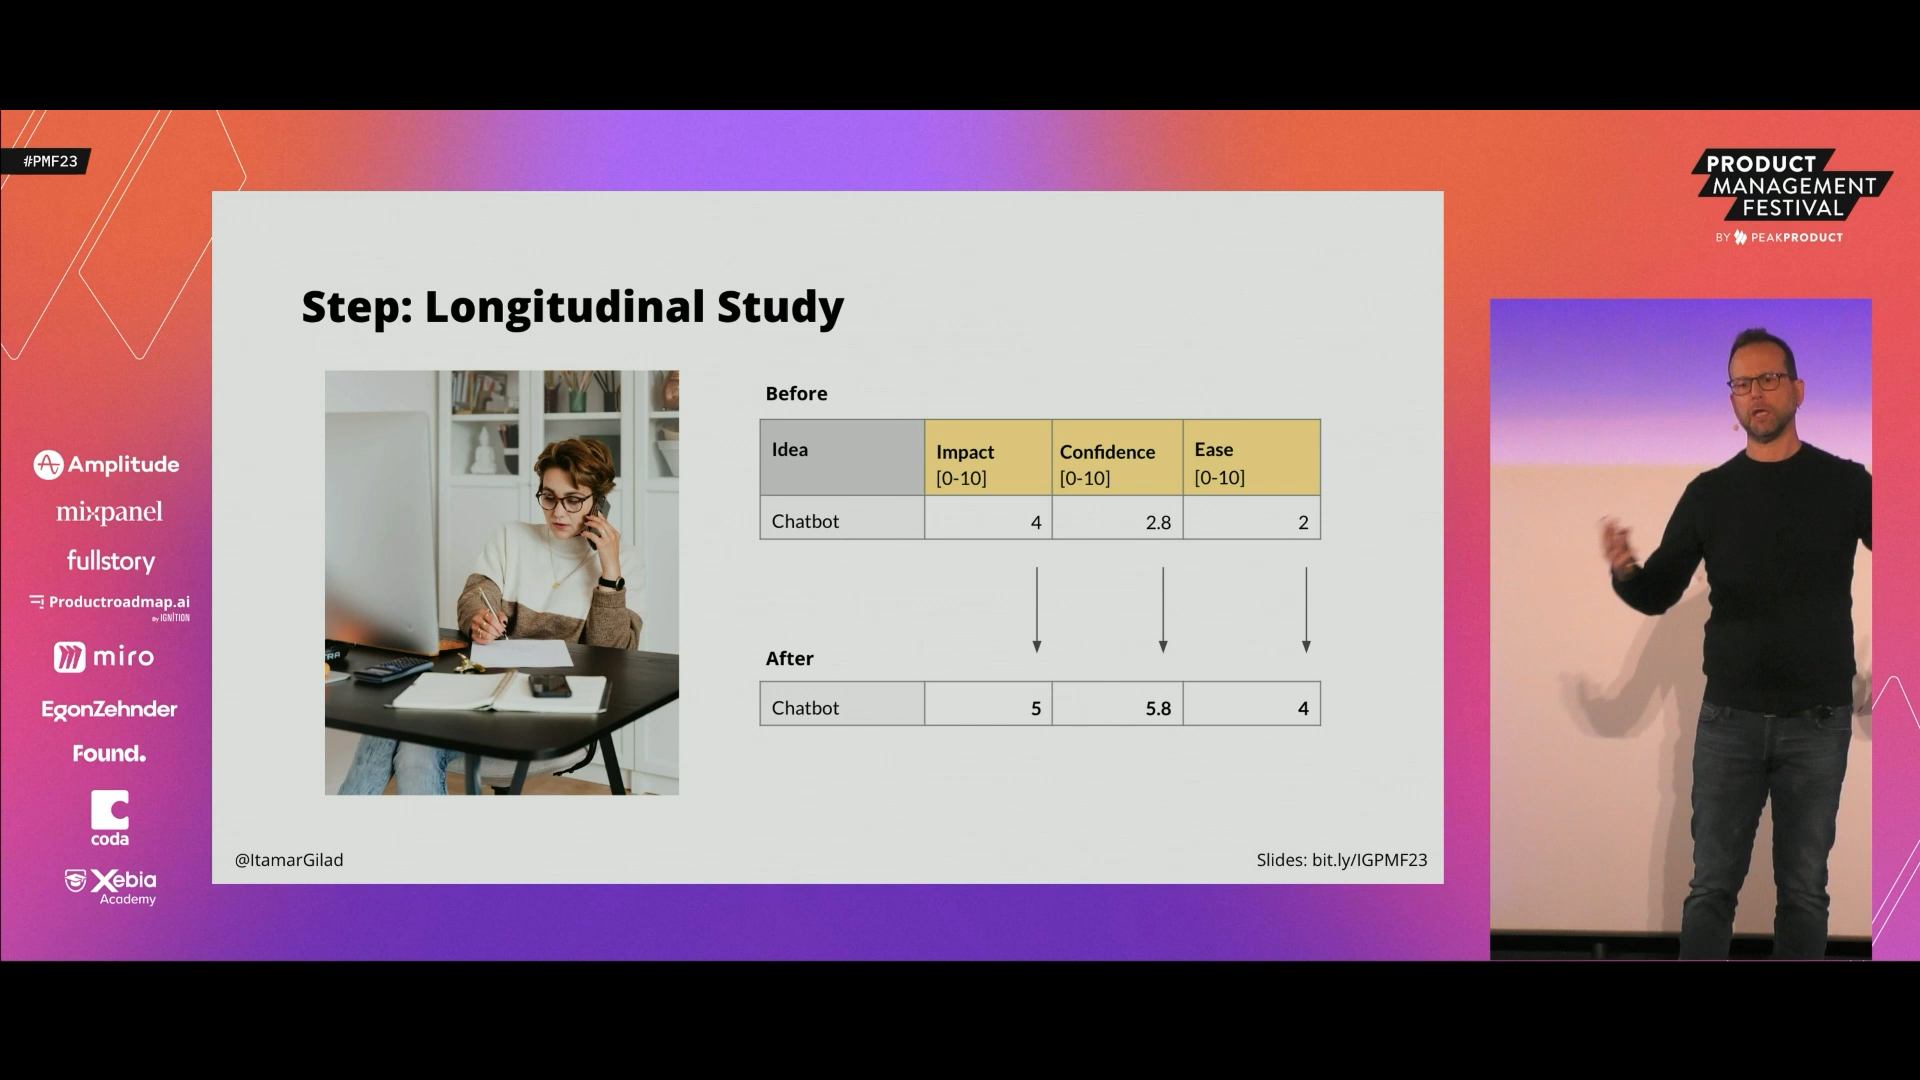 #PMF23
PRODUCT
MANAGEMENT
FESTIVAL
BY PEAKPRODUCT
Amplitude
mixpanel
fullstory
Productroadmap.ai
by IGNITION
miro
EgonZehnder
Found.
coda
Xebia
Academy
Step: Longitudinal Study
Before
Idea Impact [0-10] Confidence [0-10] Ease [0-10]
Chatbot 4 2.8 2
After
Chatbot 5 5.8 4
@ItamarGilad
Slides: bit.ly/IGPMF23